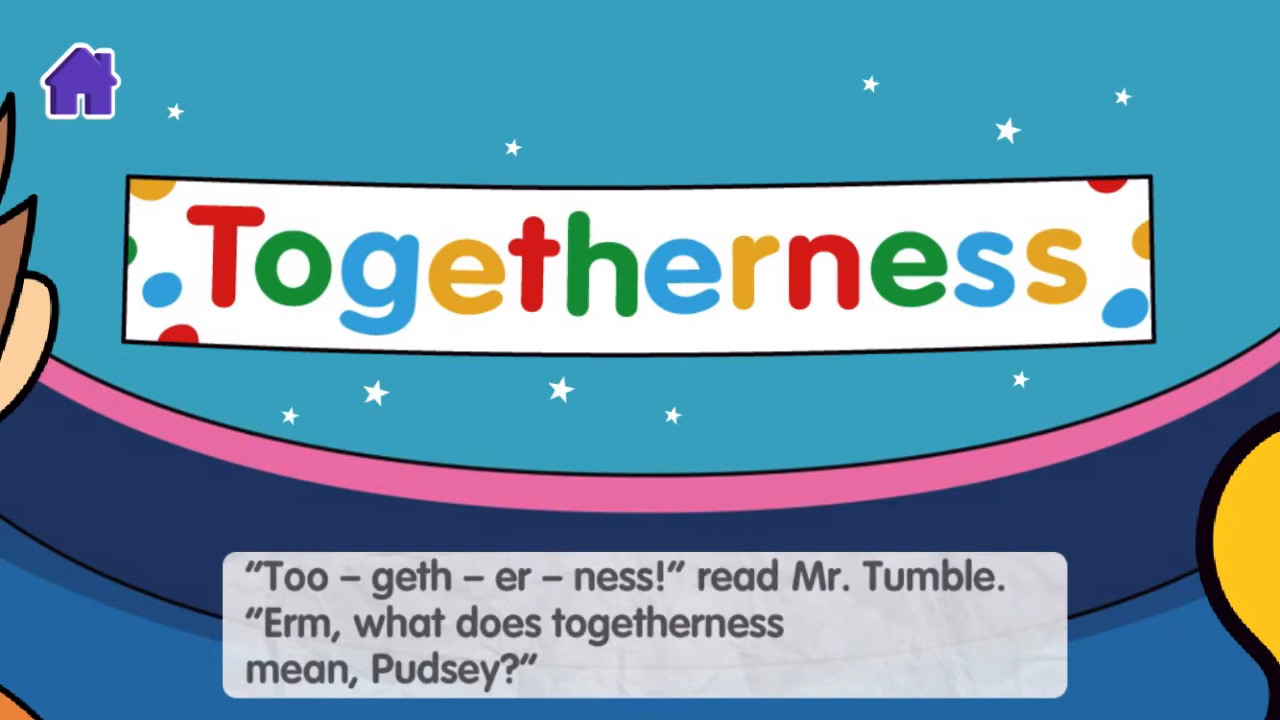 Togetherness
“Too – geth – er – ness!” read Mr. Tumble.
“Erm, what does togetherness
mean, Pudsey?”